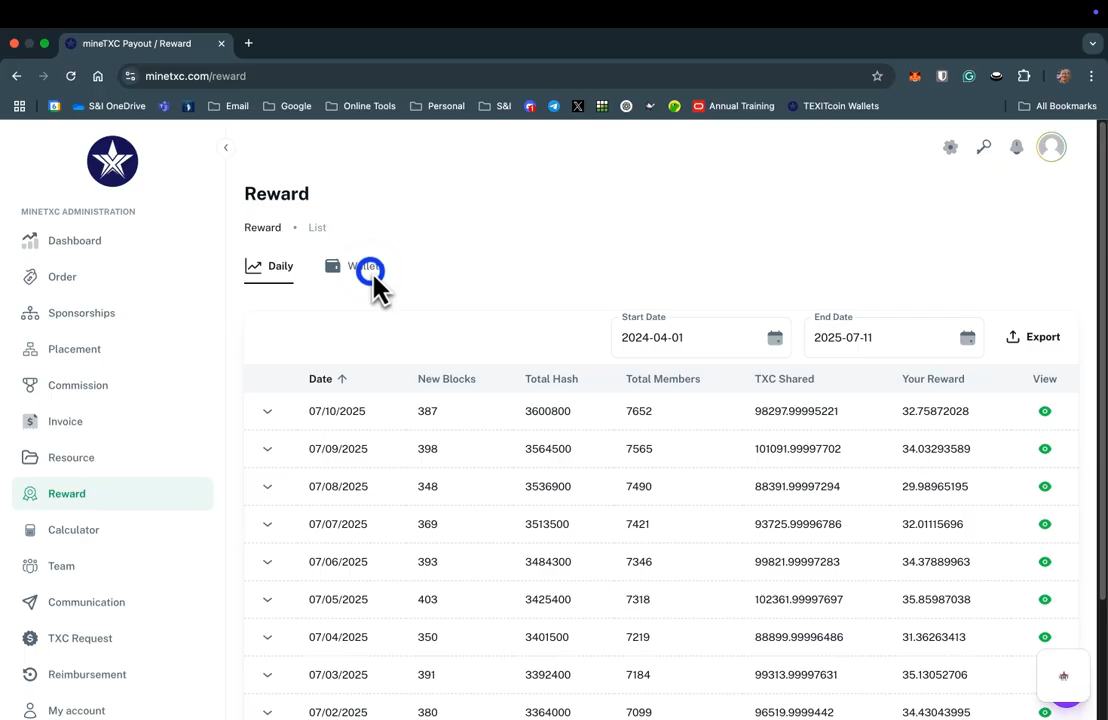 mineTXC Payout / Reward
minetxc.com/reward
S&I OneDrive
Email
Google
Online Tools
Personal
S&I
Annual Training
TEXITcoin Wallets
All Bookmarks
MINETXC ADMINISTRATION
Dashboard
Order
Sponsorships
Placement
Commission
Invoice
Resource
Reward
Calculator
Team
Communication
TXC Request
Reimbursement
My account
Reward
Reward • List
Daily
Start Date
2024-04-01
End Date
2025-07-11
Export
Date New Blocks Total Hash Total Members TXC Shared Your Reward View
07/10/2025 387 3600800 7652 98297.99995221 32.75872028
07/09/2025 398 3564500 7565 101091.99997702 34.03293589
07/08/2025 348 3536900 7490 88391.99997294 29.98965195
07/07/2025 369 3513500 7421 93725.99996786 32.01115696
07/06/2025 393 3484300 7346 99821.99997283 34.37889963
07/05/2025 403 3425400 7318 102361.99997697 35.85987038
07/04/2025 350 3401500 7219 88899.99996486 31.36263413
07/03/2025 391 3392400 7184 99313.99997631 35.13052706
07/02/2025 380 3364000 7099 96519.9999442 34.43043995